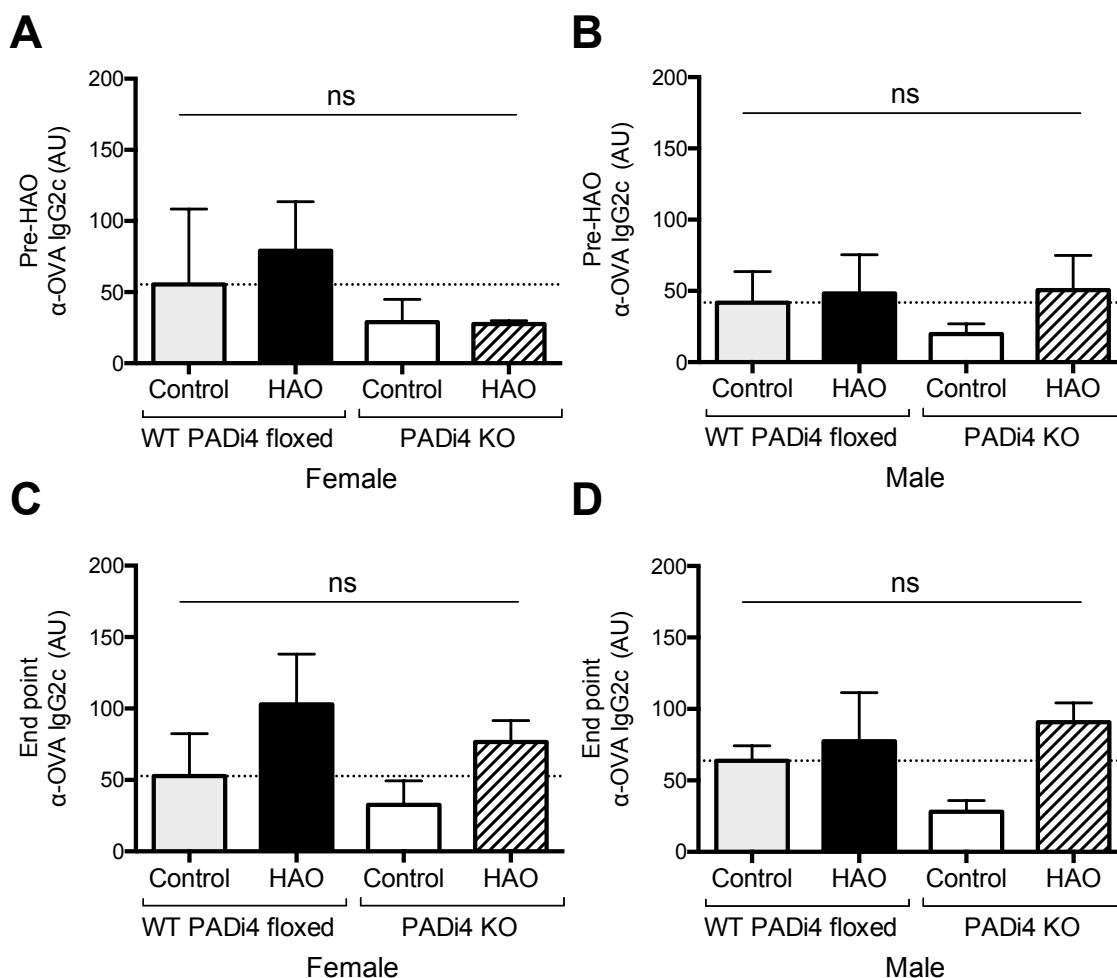 A
Pre-HAO
α-OVA IgG2c (AU)
200
150
100
50
0
ns
Control HAO Control HAO
WT PADi4 floxed PADi4 KO
Female
B
Pre-HAO
α-OVA IgG2c (AU)
200
150
100
50
0
ns
Control HAO Control HAO
WT PADi4 floxed PADi4 KO
Male
C
End point
α-OVA IgG2c (AU)
200
150
100
50
0
ns
Control HAO Control HAO
WT PADi4 floxed PADi4 KO
Female
D
End point
α-OVA IgG2c (AU)
200
150
100
50
0
ns
Control HAO Control HAO
WT PADi4 floxed PADi4 KO
Male